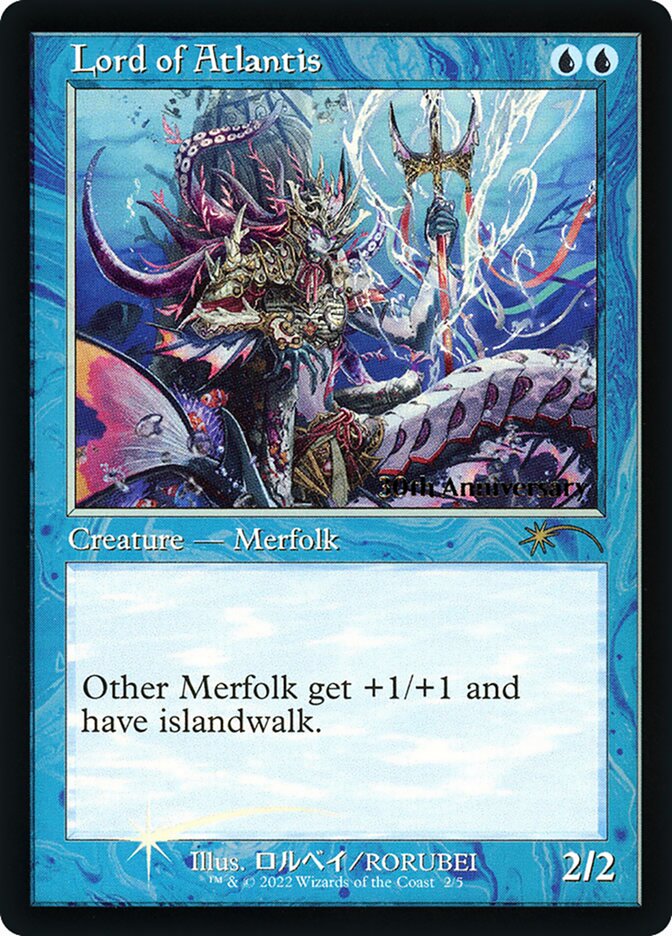 Lord of Atlantis
30th Anniversary
Creature — Merfolk
Other Merfolk get +1/+1 and
have islandwalk.
Illus. ロルベイ/RORUBEI
™ & © 2022 Wizards of the Coast 2/5
2/2